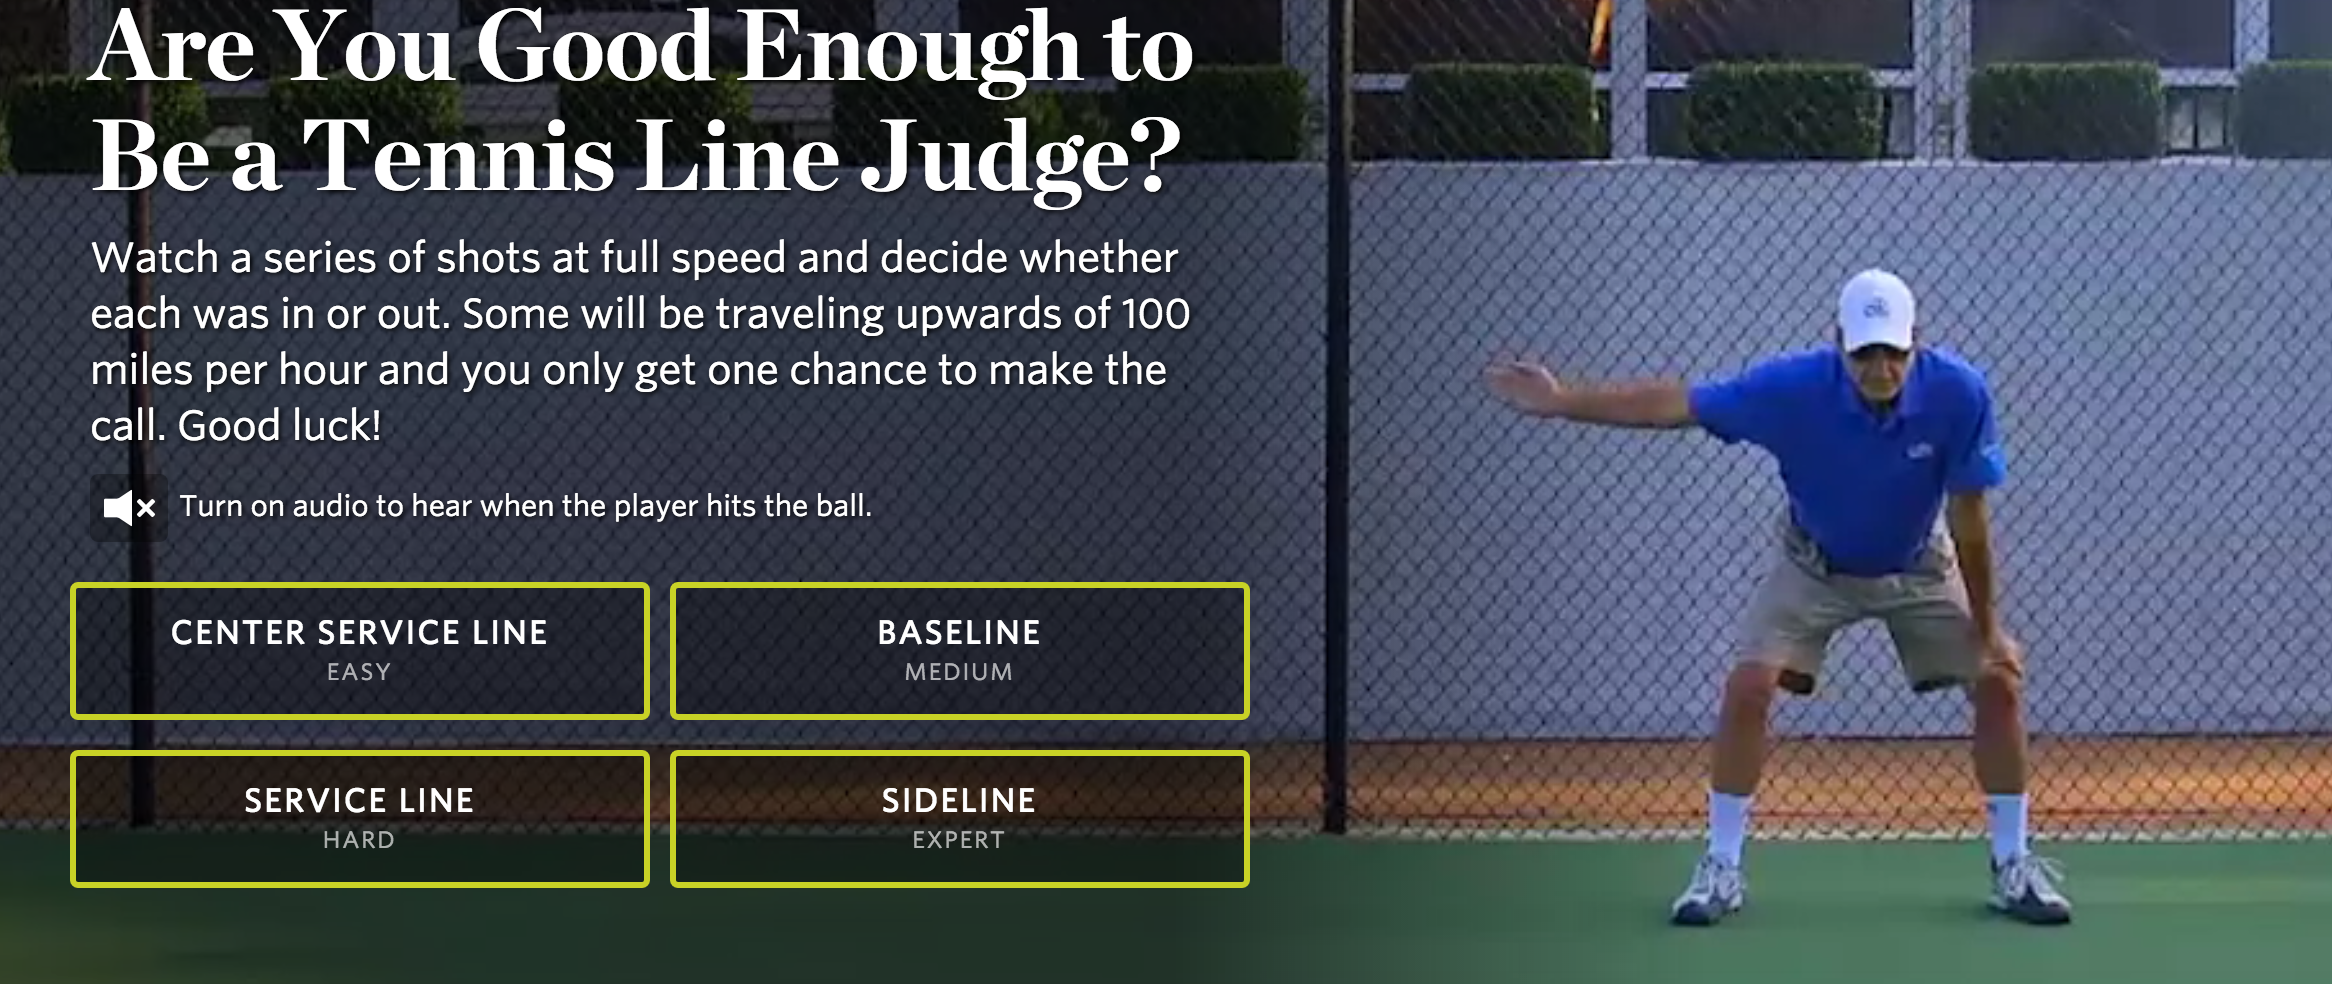 Are You Good Enough to
Be a Tennis Line Judge?
Watch a series of shots at full speed and decide whether
each was in or out. Some will be traveling upwards of 100
miles per hour and you only get one chance to make the
call. Good luck!
Turn on audio to hear when the player hits the ball.
CENTER SERVICE LINE
EASY
BASELINE
MEDIUM
SERVICE LINE
HARD
SIDELINE
EXPERT